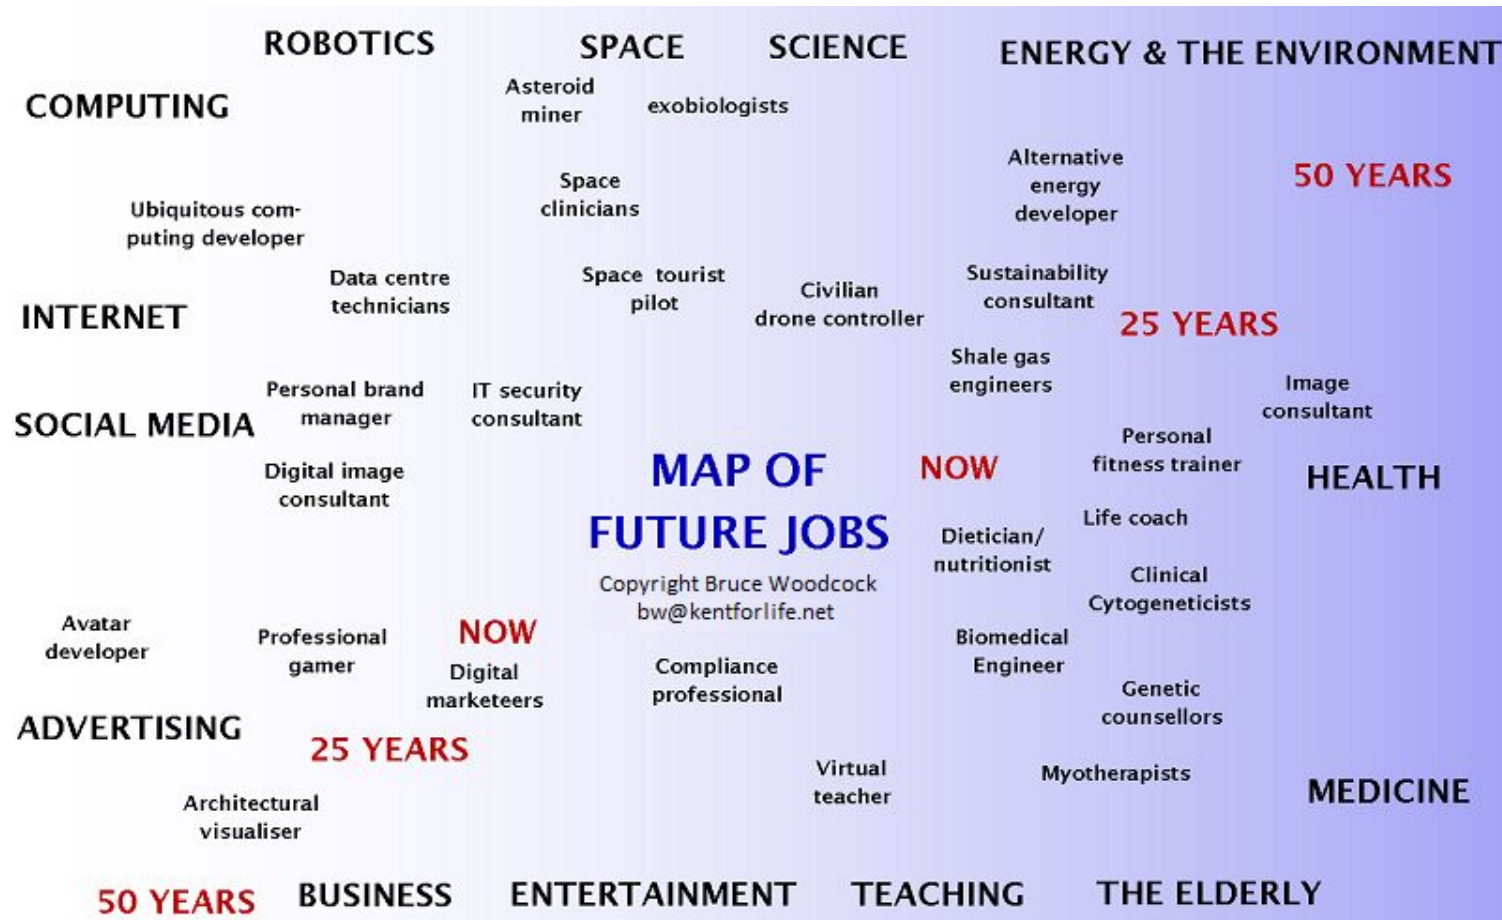 ROBOTICS
SPACE
SCIENCE
ENERGY & THE ENVIRONMENT
COMPUTING
Asteroid
miner
exobiologists
Alternative
energy
developer
50 YEARS
Space
clinicians
Ubiquitous com-
puting developer
Data centre
technicians
Space tourist
pilot
Civilian
drone controller
Sustainability
consultant
INTERNET
25 YEARS
Shale gas
engineers
Image
consultant
Personal brand
manager
IT security
consultant
SOCIAL MEDIA
Personal
fitness trainer
Digital image
consultant
MAP OF
FUTURE JOBS
NOW
HEALTH
Life coach
Dietician/
nutritionist
Copyright Bruce Woodcock
bw@kentforlife.net
Clinical
Cytogeneticists
Avatar
developer
Professional
gamer
NOW
Digital
marketeers
Compliance
professional
Biomedical
Engineer
Genetic
counsellors
ADVERTISING
25 YEARS
Virtual
teacher
Myotherapists
MEDICINE
Architectural
visualiser
50 YEARS
BUSINESS
ENTERTAINMENT
TEACHING
THE ELDERLY